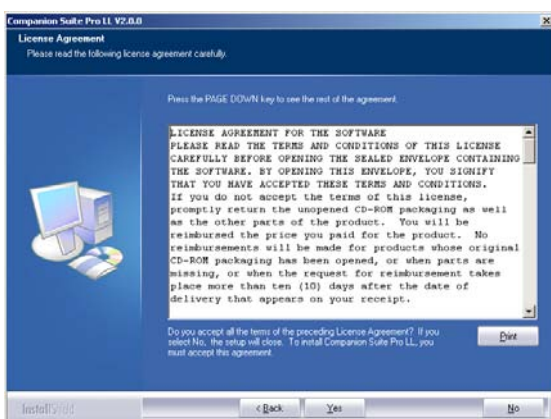 Companion Suite Pro LL V2.0.0
License Agreement
Please read the following license agreement carefully.
Press the PAGE DOWN key to see the rest of the agreement.
LICENSE AGREEMENT FOR THE SOFTWARE
PLEASE READ THE TERMS AND CONDITIONS OF THIS LICENSE
CAREFULLY BEFORE OPENING THE SEALED ENVELOPE CONTAINING
THE SOFTWARE. BY OPENING THIS ENVELOPE, YOU SIGNIFY
THAT YOU HAVE ACCEPTED THESE TERMS AND CONDITIONS.
If you do not accept the terms of this license,
promptly return the unopened CD-ROM packaging as well
as the other parts of the product. You will be
reimbursed the price you paid for the product. No
reimbursements will be made for products whose original
CD-ROM packaging has been opened, or when parts are
missing, or when the request for reimbursement takes
place more than ten (10) days after the date of
delivery that appears on your receipt.
Do you accept all the terms of the preceding License Agreement? If you
select No, the setup will close. To install Companion Suite Pro LL, you
must accept this agreement.
Print
InstallShield
< Back
Yes
No